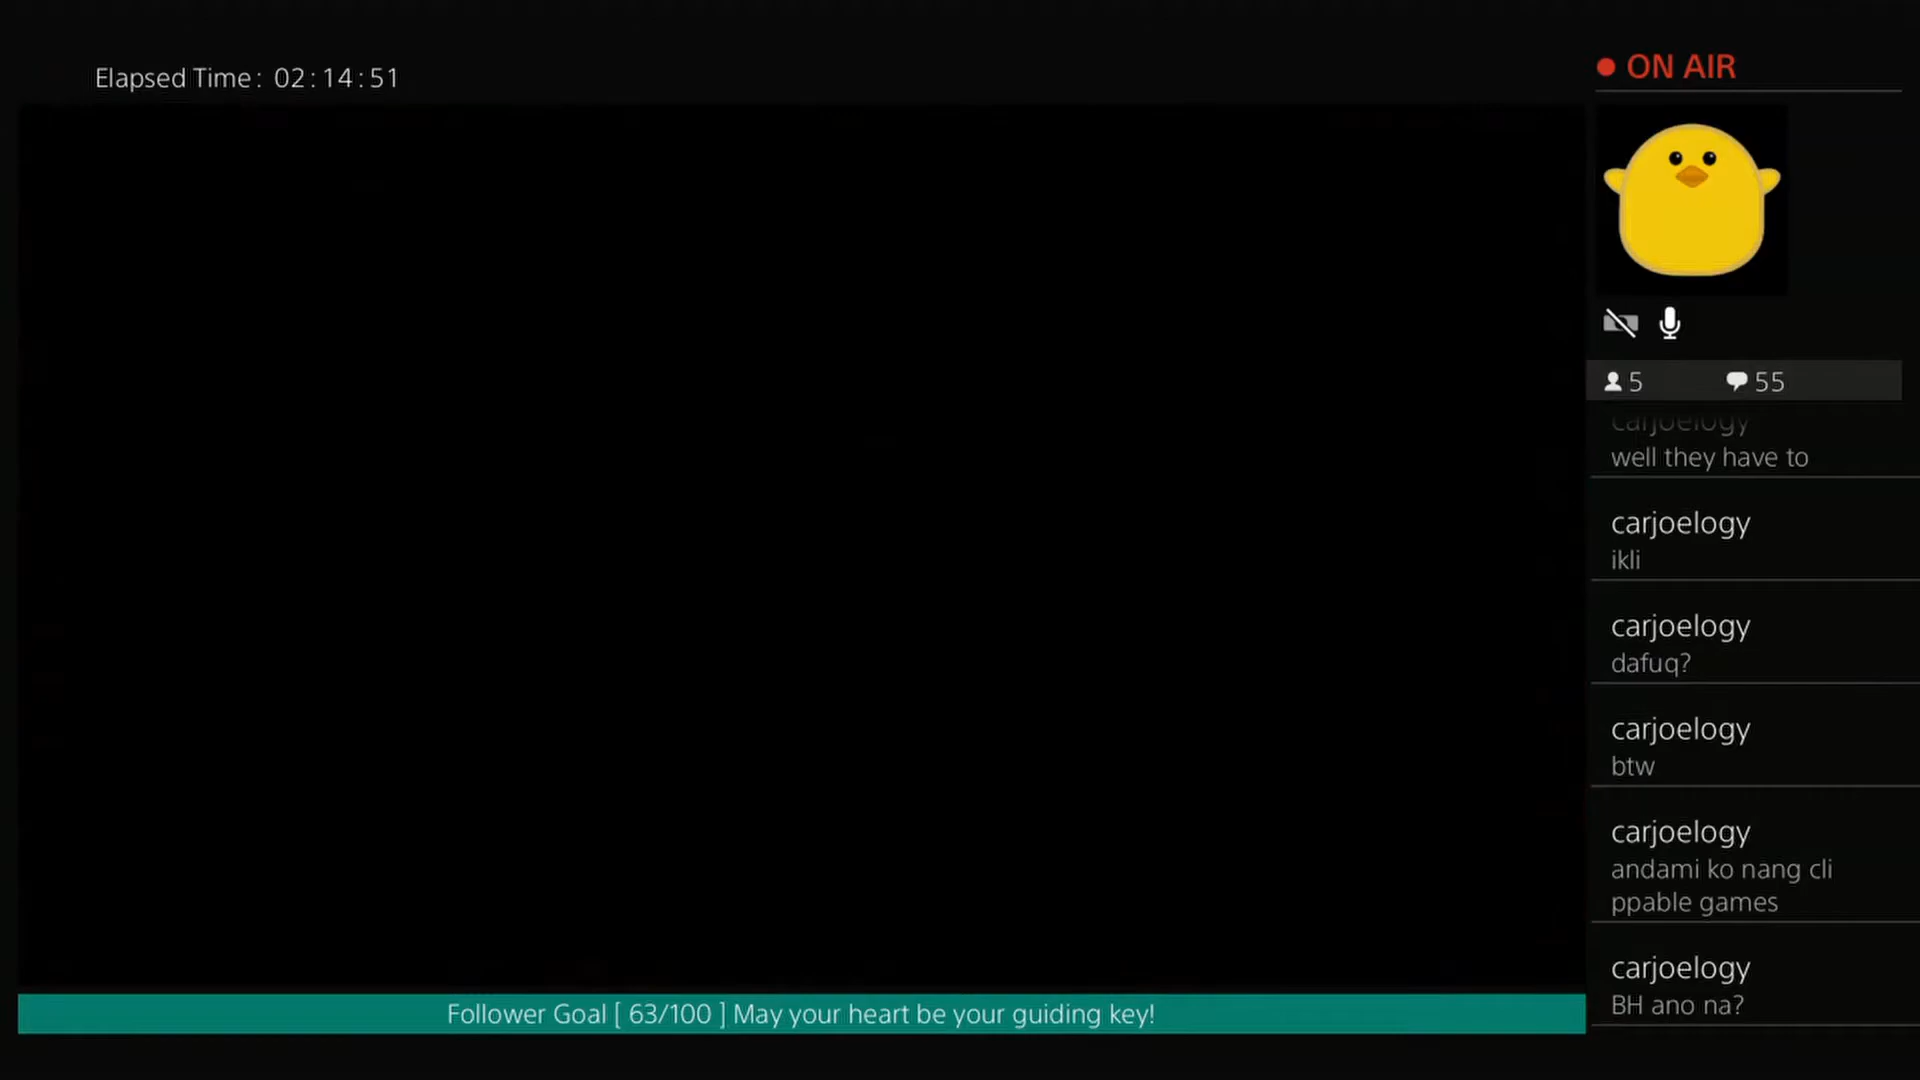 Elapsed Time: 02:14:51
ON AIR
5 55
carjoelogy
well they have to
carjoelogy
ikli
carjoelogy
dafuq?
carjoelogy
btw
carjoelogy
andami ko nang cli
ppable games
carjoelogy
BH ano na?
Follower Goal [ 63/100 ] May your heart be your guiding key!